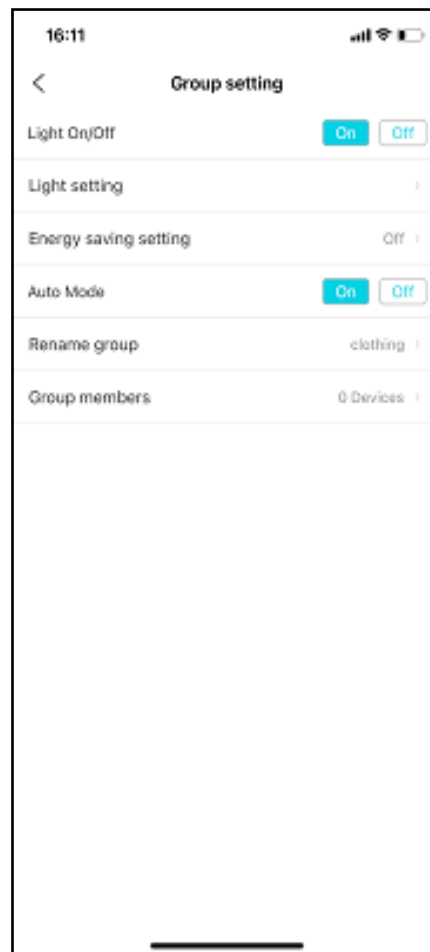 16:11
Group setting
Light On/Off On Off
Light setting
Energy saving setting Off
Auto Mode On Off
Rename group clothing
Group members 0 Devices